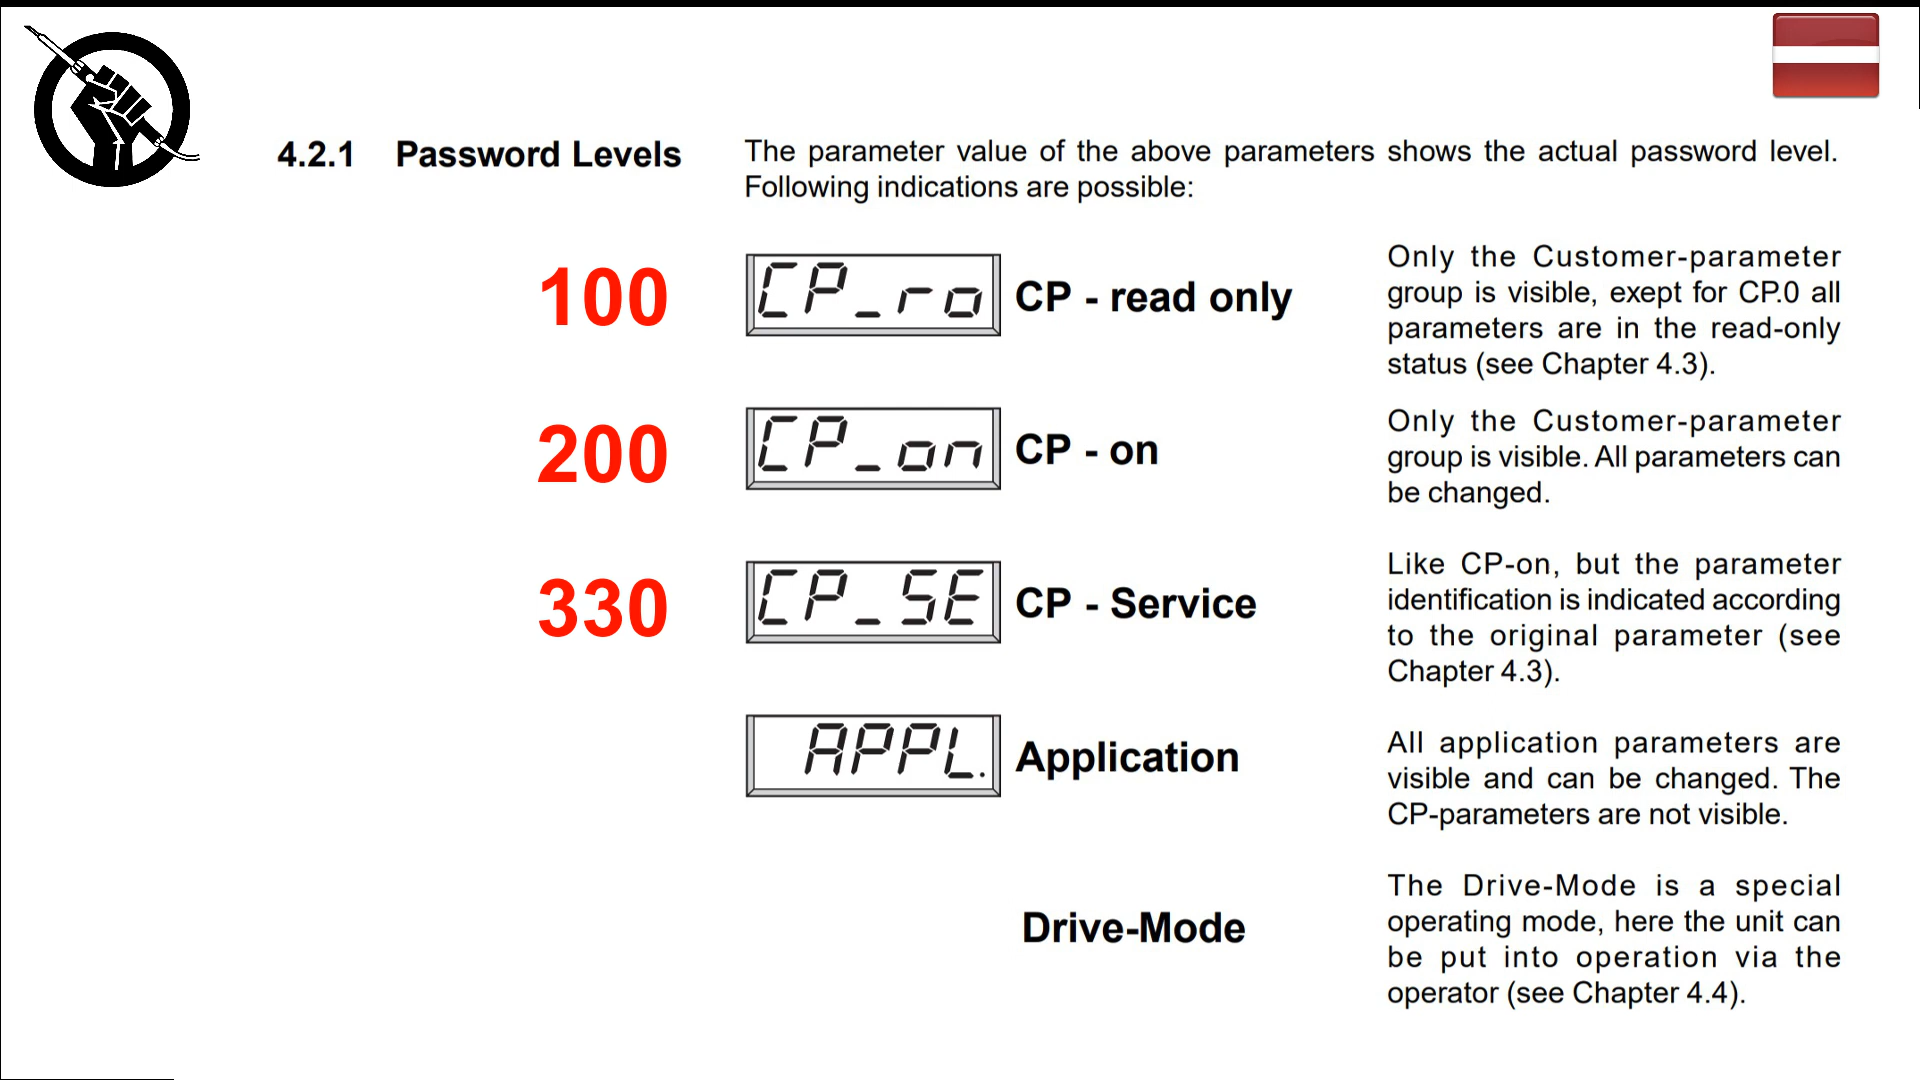 4.2.1 Password Levels
The parameter value of the above parameters shows the actual password level.
Following indications are possible:
100
CP_ro
CP - read only
Only the Customer-parameter
group is visible, exept for CP.0 all
parameters are in the read-only
status (see Chapter 4.3).
200
CP_on
CP - on
Only the Customer-parameter
group is visible. All parameters can
be changed.
330
CP_SE
CP - Service
Like CP-on, but the parameter
identification is indicated according
to the original parameter (see
Chapter 4.3).
APPL.
Application
All application parameters are
visible and can be changed. The
CP-parameters are not visible.
Drive-Mode
The Drive-Mode is a special
operating mode, here the unit can
be put into operation via the
operator (see Chapter 4.4).